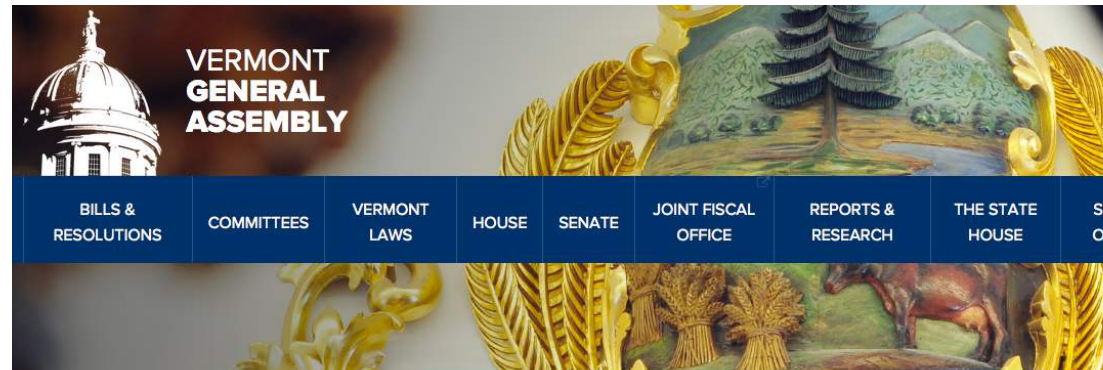 VERMONT
GENERAL
ASSEMBLY
BILLS &
RESOLUTIONS
COMMITTEES
VERMONT
LAWS
HOUSE
SENATE
JOINT FISCAL
OFFICE
REPORTS &
RESEARCH
THE STATE
HOUSE